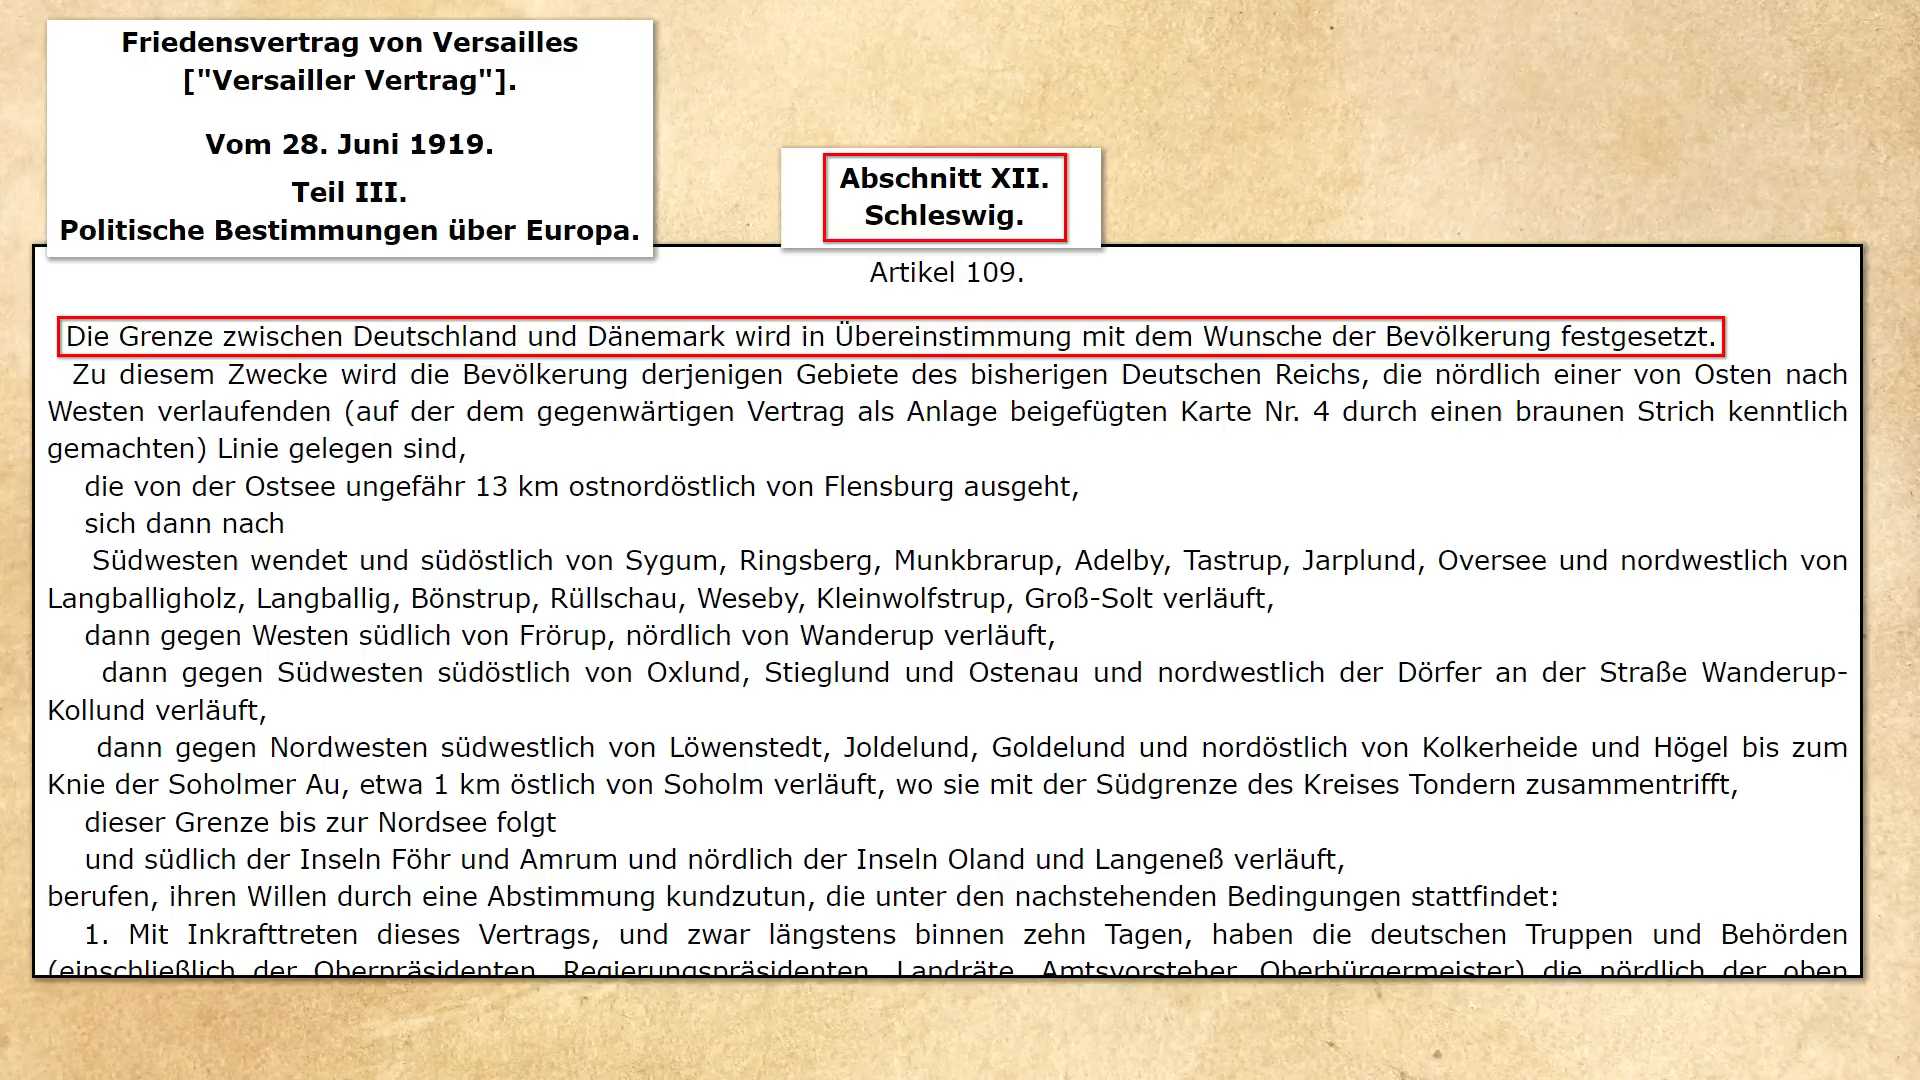 Friedensvertrag von Versailles
["Versailler Vertrag"].
Vom 28. Juni 1919.
Teil III.
Politische Bestimmungen über Europa.
Abschnitt XII.
Schleswig.
Artikel 109.
Die Grenze zwischen Deutschland und Dänemark wird in Übereinstimmung mit dem Wunsche der Bevölkerung festgesetzt.
Zu diesem Zwecke wird die Bevölkerung derjenigen Gebiete des bisherigen Deutschen Reichs, die nördlich einer von Osten nach
Westen verlaufenden (auf der dem gegenwärtigen Vertrag als Anlage beigefügten Karte Nr. 4 durch einen braunen Strich kenntlich
gemachten) Linie gelegen sind,
die von der Ostsee ungefähr 13 km ostnordöstlich von Flensburg ausgeht,
sich dann nach
Südwesten wendet und südöstlich von Sygum, Ringsberg, Munkbrarup, Adelby, Tastrup, Jarplund, Oversee und nordwestlich von
Langballigholz, Langballig, Bönstrup, Rüllschau, Weseby, Kleinwolfstrup, Groß-Solt verläuft,
dann gegen Westen südlich von Frörup, nördlich von Wanderup verläuft,
dann gegen Südwesten südöstlich von Oxlund, Stieglund und Ostenau und nordwestlich der Dörfer an der Straße Wanderup-
Kollund verläuft,
dann gegen Nordwesten südwestlich von Löwenstedt, Joldelund, Goldelund und nordöstlich von Kolkerheide und Högel bis zum
Knie der Soholmer Au, etwa 1 km östlich von Soholm verläuft, wo sie mit der Südgrenze des Kreises Tondern zusammentrifft,
dieser Grenze bis zur Nordsee folgt
und südlich der Inseln Föhr und Amrum und nördlich der Inseln Oland und Langeneß verläuft,
berufen, ihren Willen durch eine Abstimmung kundzutun, die unter den nachstehenden Bedingungen stattfindet:
1. Mit Inkrafttreten dieses Vertrags, und zwar längstens binnen zehn Tagen, haben die deutschen Truppen und Behörden
(einschließlich der Oberpräsidenten, Regierungspräsidenten, Landräte, Amtsvorsteher, Oberbürgermeister) die nördlich der oben